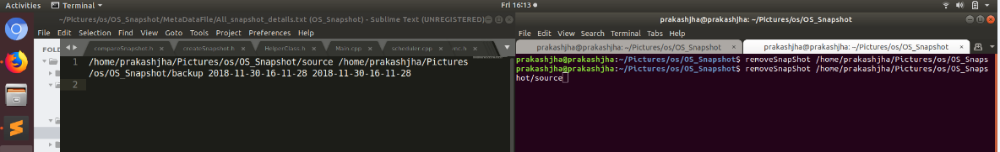 Activities
Terminal
Fri 16:13
~/Pictures/os/OS_Snapshot/MetaDataFile/All_snapshot_details.txt (OS_Snapshot) - Sublime Text (UNREGISTERED)
File Edit Selection Find View Goto Tools Project Preferences Help
FOLD
compareSnapshot.h × createSnapshot.h × HelperClass.h × Main.cpp × scheduler.cpp
1 /home/prakashjha/Pictures/os/OS_Snapshot/source /home/prakashjha/Pictures
/os/OS_Snapshot/backup 2018-11-30-16-11-28 2018-11-30-16-11-28
2
prakashjha@prakashjha: ~/Pictures/os/OS_Snapshot
File Edit View Search Terminal Tabs Help
prakashjha@prakashjha: ~/Pictures/os/OS_Snapshot ×
prakashjha@prakashjha: ~/Pictures/os/OS_Snapshot ×
prakashjha@prakashjha:~/Pictures/os/OS_Snapshot$ removeSnapShot /home/prakashjha/Pictures/os/OS_Snaps
prakashjha@prakashjha:~/Pictures/os/OS_Snapshot$ removeSnapShot /home/prakashjha/Pictures/os/OS_Snaps
hot/source